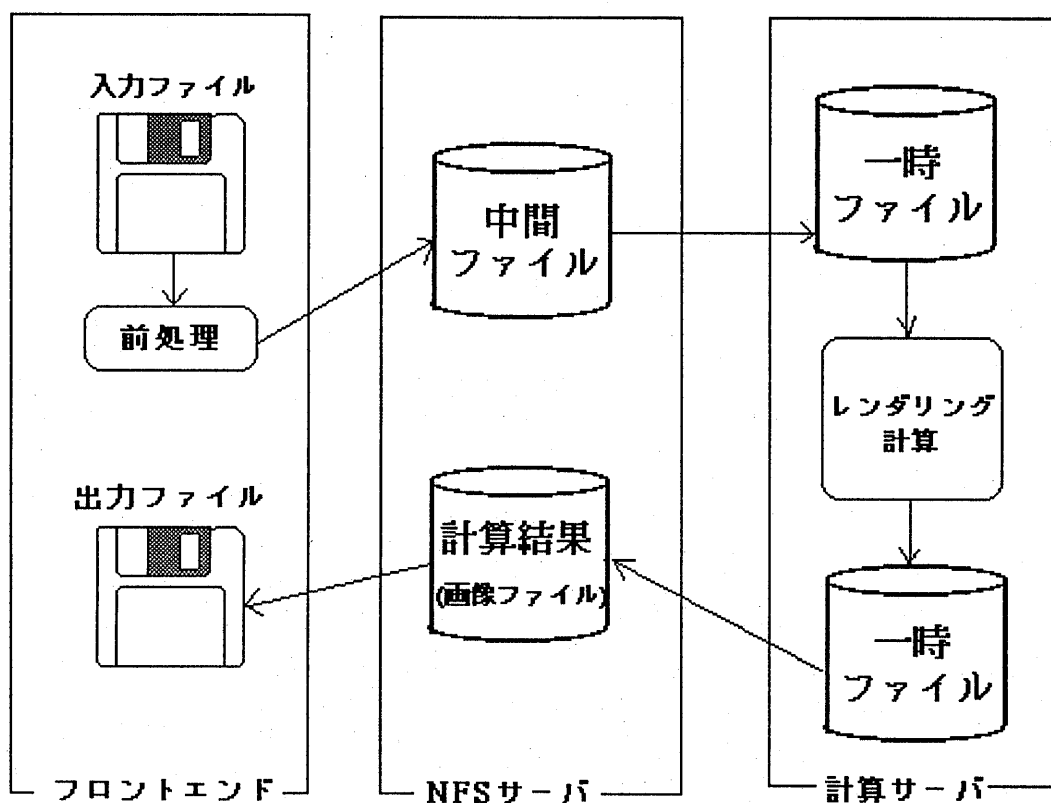 入力ファイル
前処理
出力ファイル
フロントエンド
中間
ファイル
計算結果
(画像ファイル)
NFSサーバ
一時
ファイル
レンダリング
計算
一時
ファイル
計算サーバ